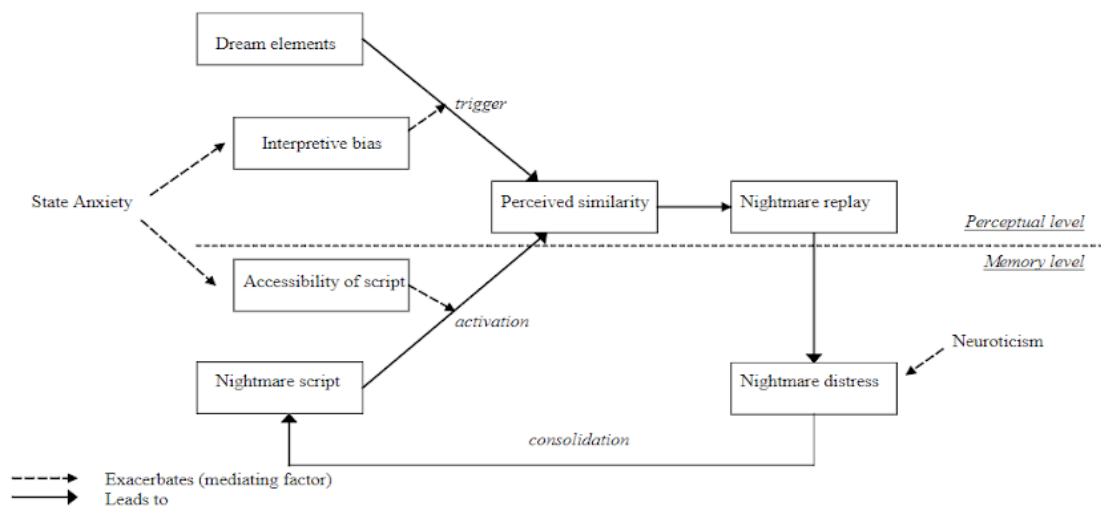 Dream elements
trigger
Interpretive bias
State Anxiety
Perceived similarity
Nightmare replay
Perceptual level
Memory level
Accessibility of script
activation
Neuroticism
Nightmare script
Nightmare distress
consolidation
Exacerbates (mediating factor)
Leads to